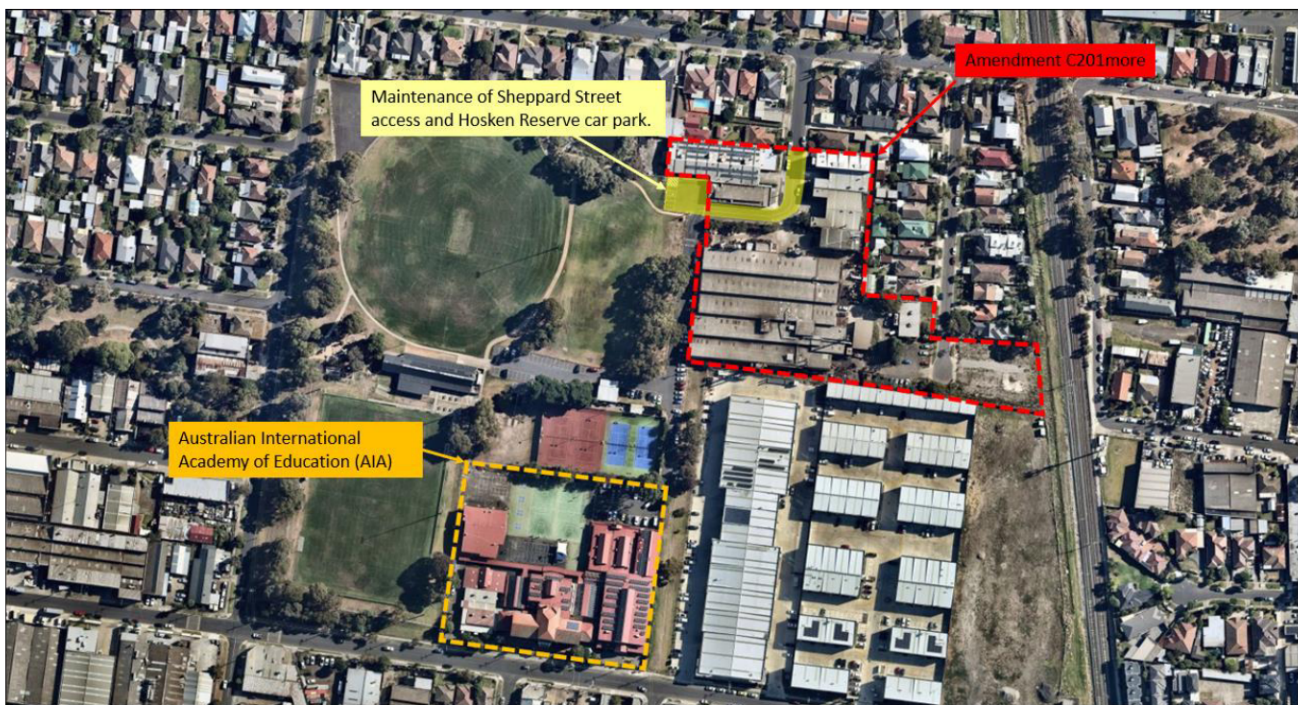 Amendment C201more
Maintenance of Sheppard Street
access and Hosken Reserve car park.
Australian International
Academy of Education (AIA)